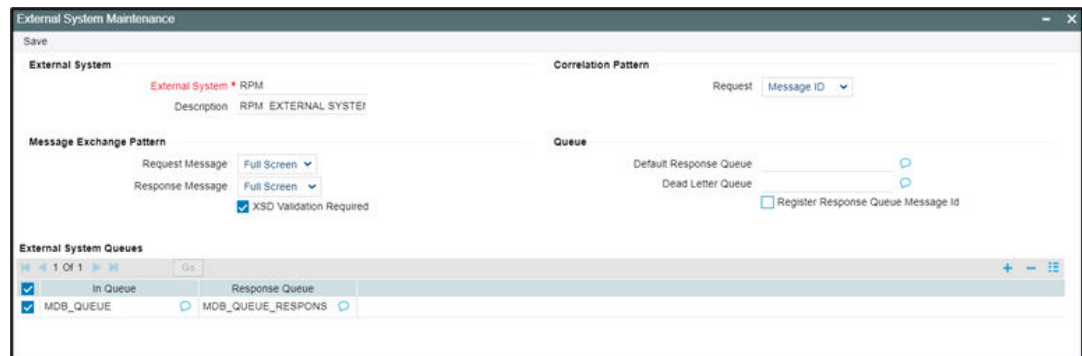 External System Maintenance
Save
External System
External System * RPM
Description RPM EXTERNAL SYSTEM
Correlation Pattern
Request Message ID
Message Exchange Pattern
Request Message Full Screen
Response Message Full Screen
XSD Validation Required
Queue
Default Response Queue
Dead Letter Queue
Register Response Queue Message Id
External System Queues
1 Of 1 Go
In Queue Response Queue
MDB_QUEUE MDB_QUEUE_RESPONS